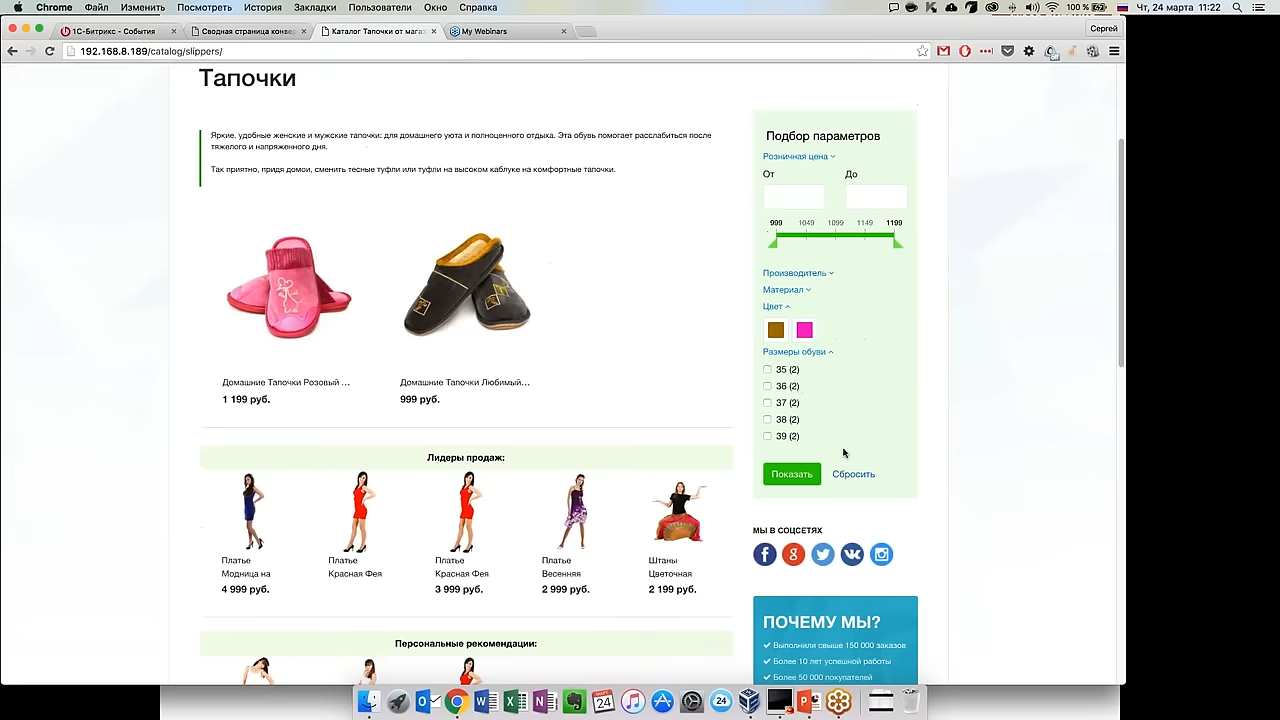 Chrome Файл Изменить Посмотреть История Закладки Пользователи Окно Справка 100 % Чт, 24 марта 11:22
1С-Битрикс - События Сводная страница конвер Каталог Тапочки от мага: My Webinars Сергей
192.168.8.189/catalog/slippers/
Тапочки
Яркие, удобные женские и мужские тапочки: для домашнего уюта и полноценного отдыха. Эта обувь помогает расслабиться после
тяжелого и напряженного дня.
Так приятно, придя домой, сменить тесные туфли или туфли на высоком каблуке на комфортные тапочки.
Домашние Тапочки Розовый ...
1 199 руб.
Домашние Тапочки Любимый...
999 руб.
Лидеры продаж:
Платье
Модница на
4 999 руб.
Платье
Красная Фея
Платье
Красная Фея
3 999 руб.
Платье
Весенняя
2 999 руб.
Штаны
Цветочная
2 199 руб.
Персональные рекомендации:
Подбор параметров
Розничная цена
От До
999 1049 1099 1149 1199
Производитель
Материал
Цвет
Размеры обуви
35 (2)
36 (2)
37 (2)
38 (2)
39 (2)
Показать Сбросить
МЫ В СОЦСЕТЯХ
ПОЧЕМУ МЫ?
Выполнили свыше 150 000 заказов
Более 10 лет успешной работы
Более 50 000 покупателей
24 24